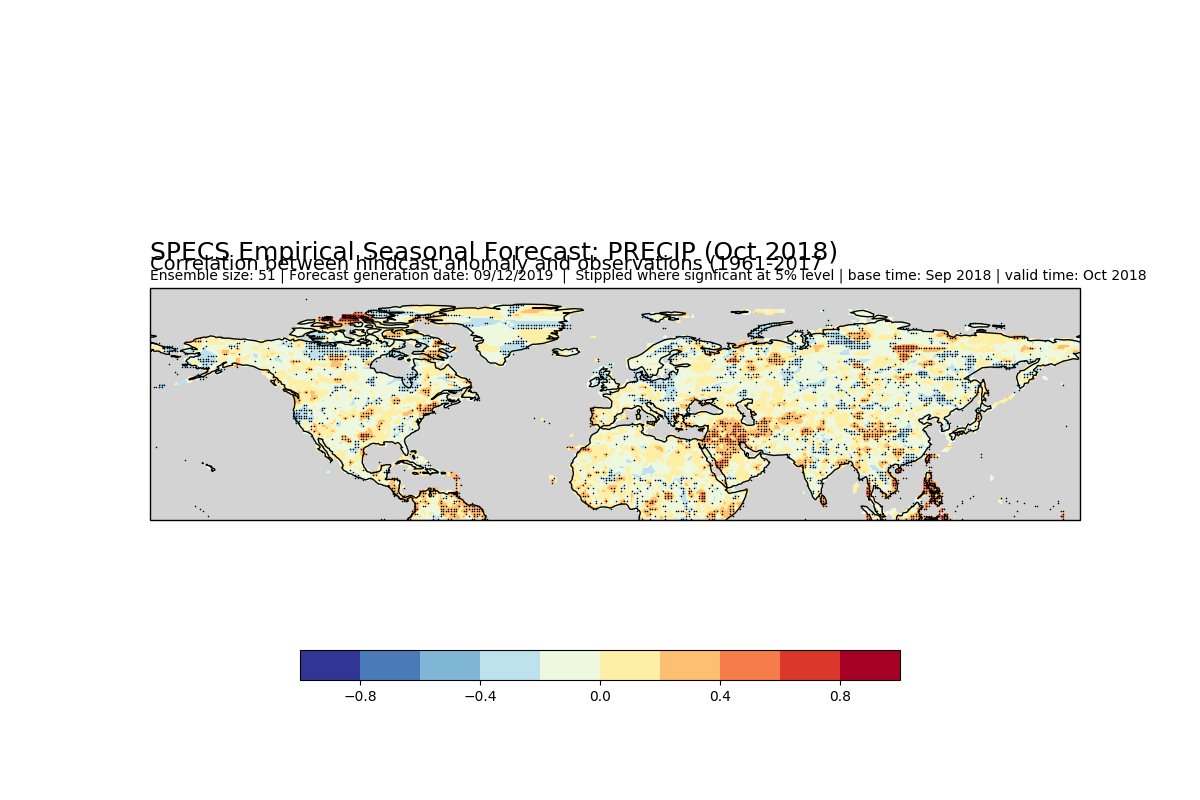 SPECS Empirical Seasonal Forecast: PRECIP (Oct 2018)
Correlation between hindcast anomaly and observations (1961-2017
Ensemble size: 51 | Forecast generation date: 09/12/2019 | Stippled where signficant at 5% level | base time: Sep 2018 | valid time: Oct 2018
−0.8 −0.4 0.0 0.4 0.8